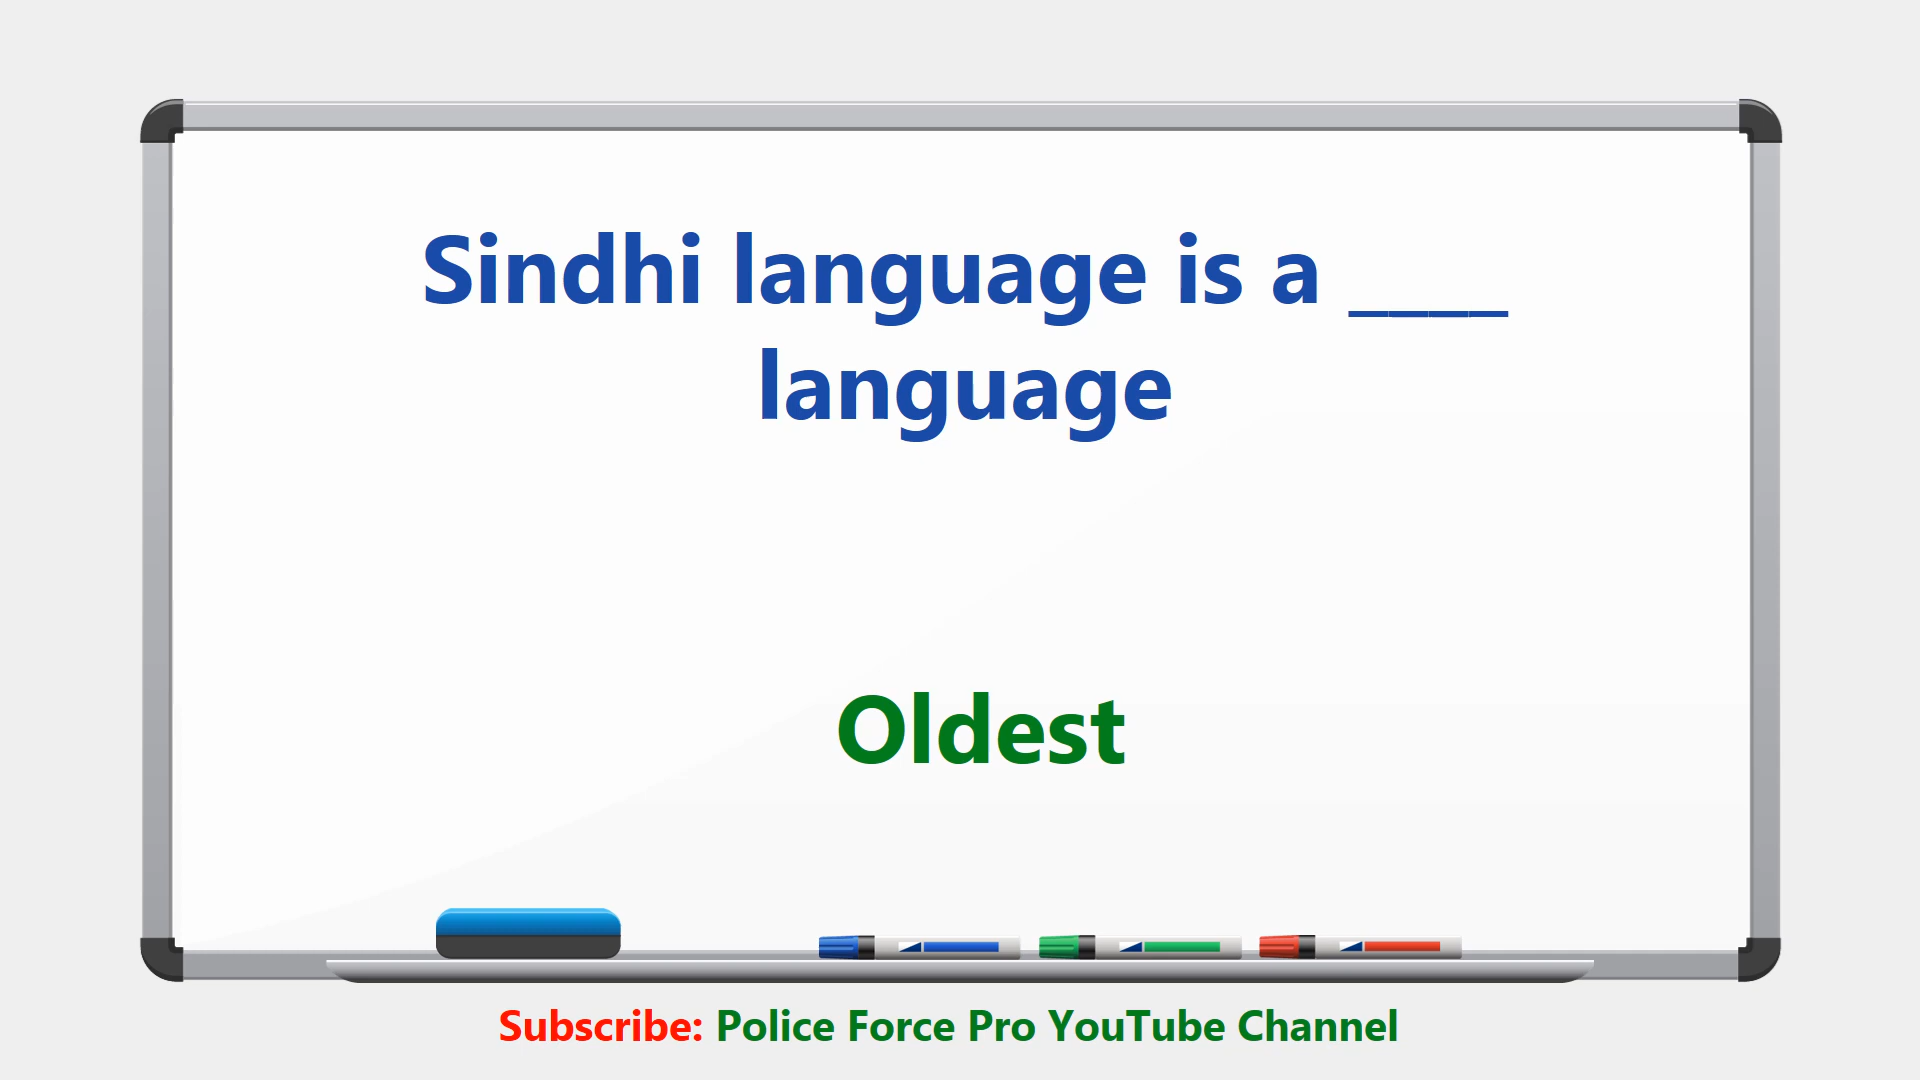 Sindhi language is a ____
language
Oldest
Subscribe: Police Force Pro YouTube Channel